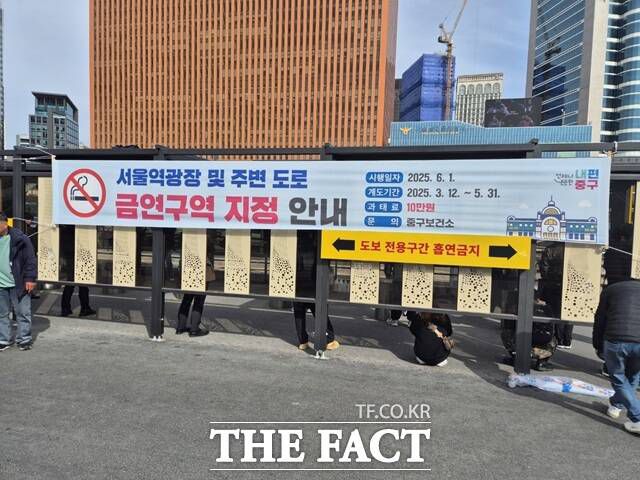 서울역광장 및 주변 도로
금연구역 지정 안내
시행일자 2025. 6. 1.
계도기간 2025. 3. 12. ~ 5. 31.
과 태 료 10만원
문 의 중구보건소
내편
중구
도보 전용구간 흡연금지
TF.CO.KR
THE FACT